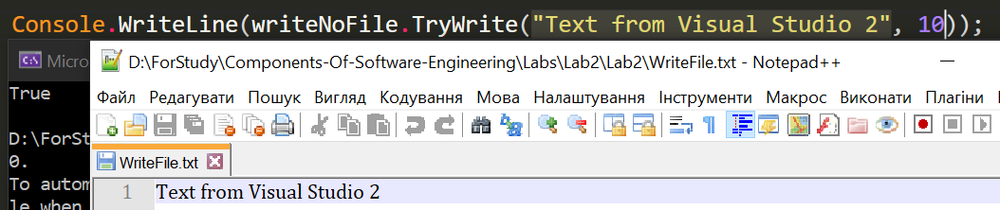 Console.WriteLine(writeNoFile.TryWrite("Text from Visual Studio 2", 10));
Micro
D:\ForStudy\Components-Of-Software-Engineering\Labs\Lab2\Lab2\WriteFile.txt - Notepad++
True
Файл Редагувати Пошук Вигляд Кодування Мова Налаштування Інструменти Макрос Виконати Плагіни
D:\ForSt
0.
WriteFile.txt
To autom
1 Text from Visual Studio 2
le when